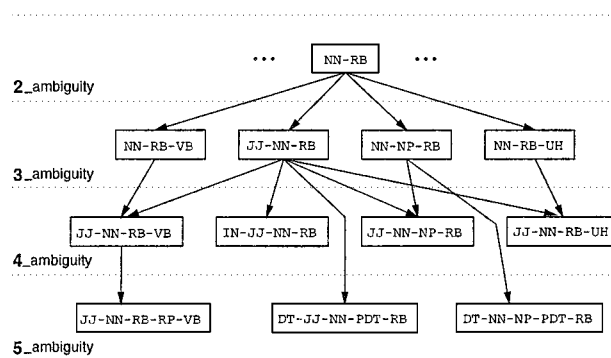 ... NN-RB ...
2_ambiguity
NN-RB-VB JJ-NN-RB NN-NP-RB NN-RB-UH
3_ambiguity
JJ-NN-RB-VB IN-JJ-NN-RB JJ-NN-NP-RB JJ-NN-RB-UH
4_ambiguity
JJ-NN-RB-RP-VB DT-JJ-NN-PDT-RB DT-NN-NP-PDT-RB
5_ambiguity